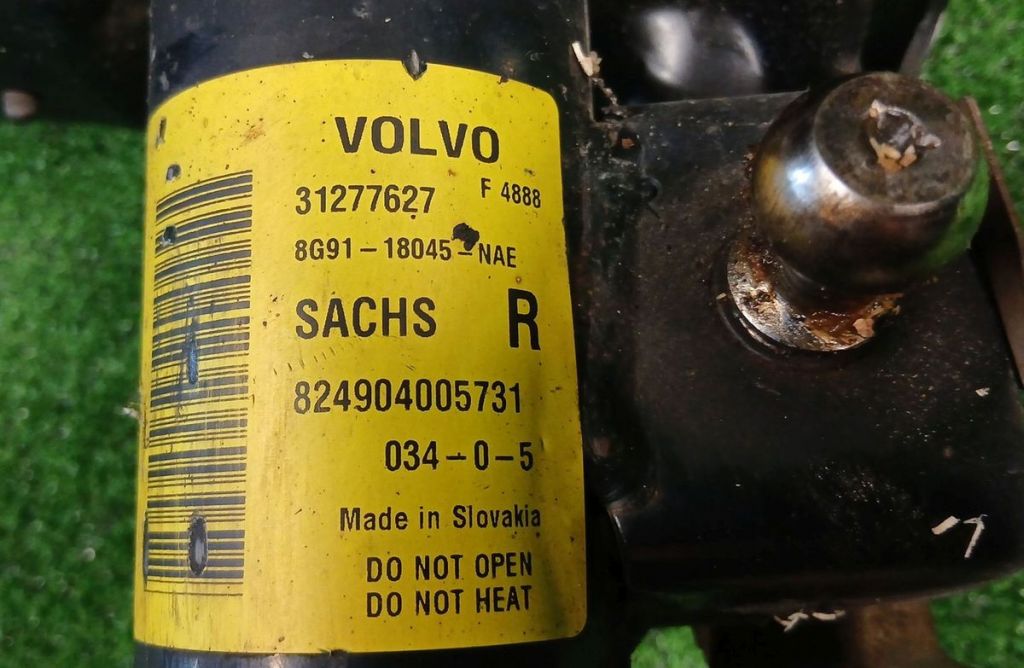 VOLVO
31277627 F 4888
8G91-18045-NAE
SACHS R
824904005731
034-0-5
Made in Slovakia
DO NOT OPEN
DO NOT HEAT